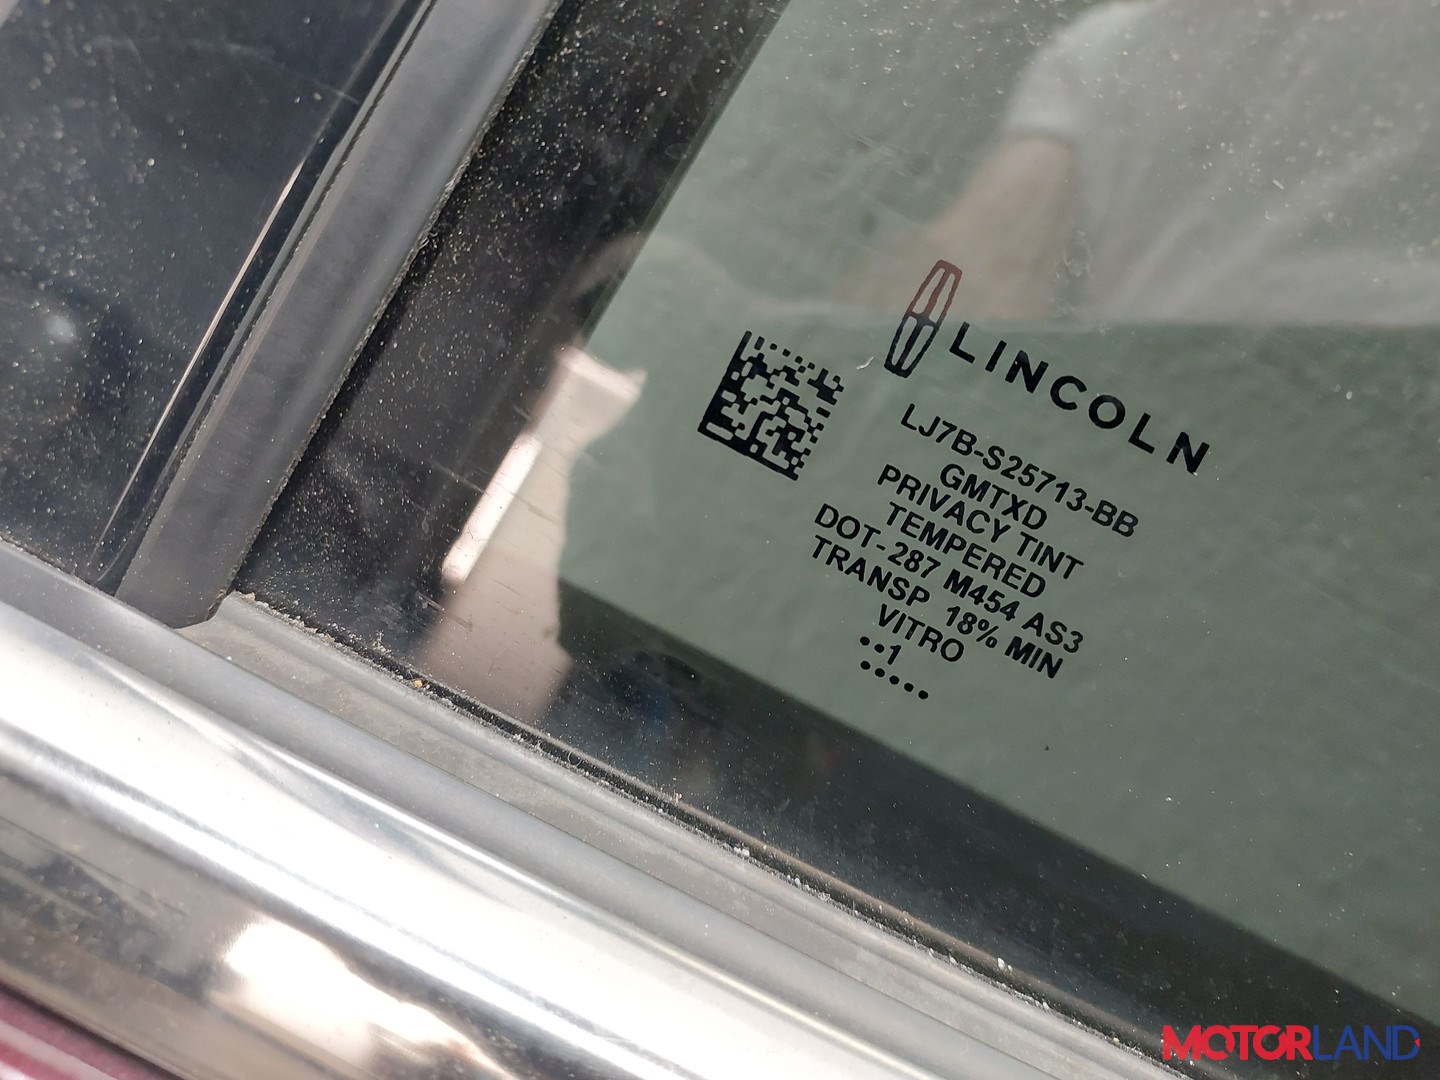 LINCOLN
LJ7B-S25713-BB
GMTXD
PRIVACY TINT
TEMPERED
DOT-287 M454 AS3
TRANSP 18% MIN
VITRO
••1
•••••
MOTORLAND